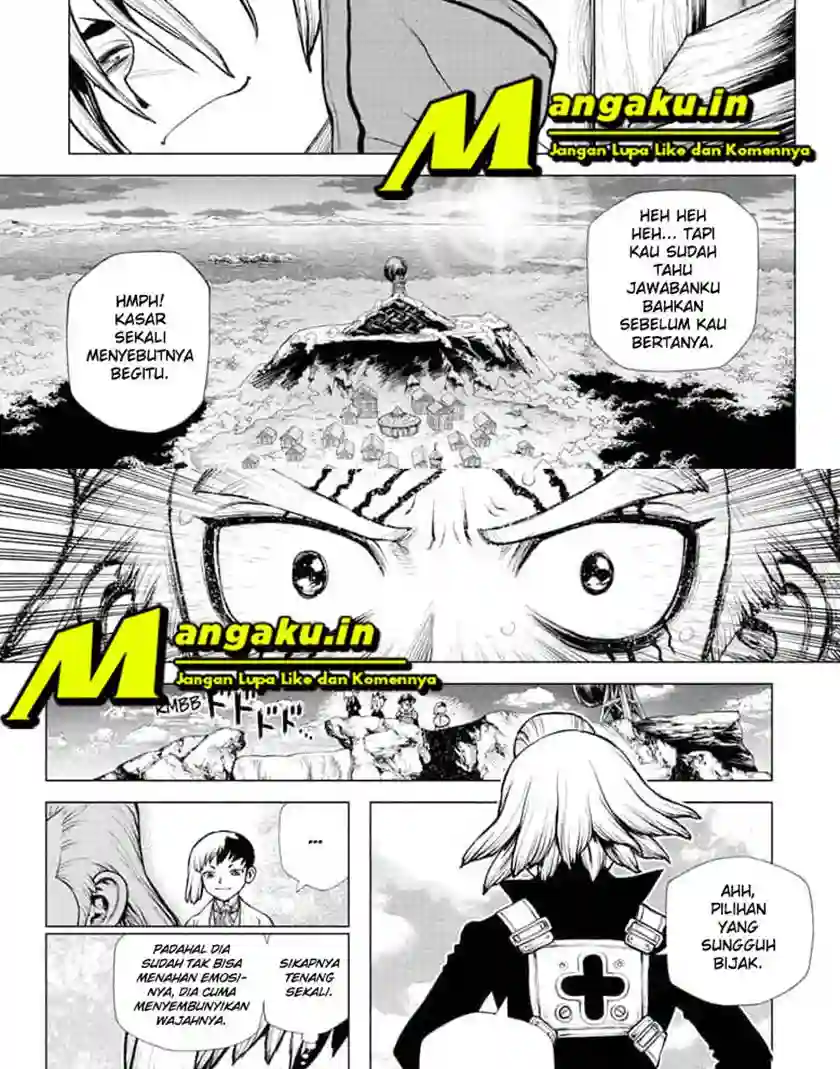 Mangaku.in
Jangan Lupa Like dan Komennya
HEH HEH
HEH... TAPI
KAU SUDAH
TAHU
JAWABANKU
BAHKAN
SEBELUM KAU
BERTANYA.
HMPH!
KASAR
SEKALI
MENYEBUTNYA
BEGITU.
Mangaku.in
Jangan Lupa Like dan Komennya
RMBB
ドドドド...
...
AHH,
PILIHAN
YANG
SUNGGUH
BIJAK.
SIKAPNYA
TENANG
SEKALI.
PADAHAL DIA
SUDAH TAK BISA
MENAHAN EMOSI-
NYA, DIA CUMA
MENYEMBUNYIKAN
WAJAHNYA.